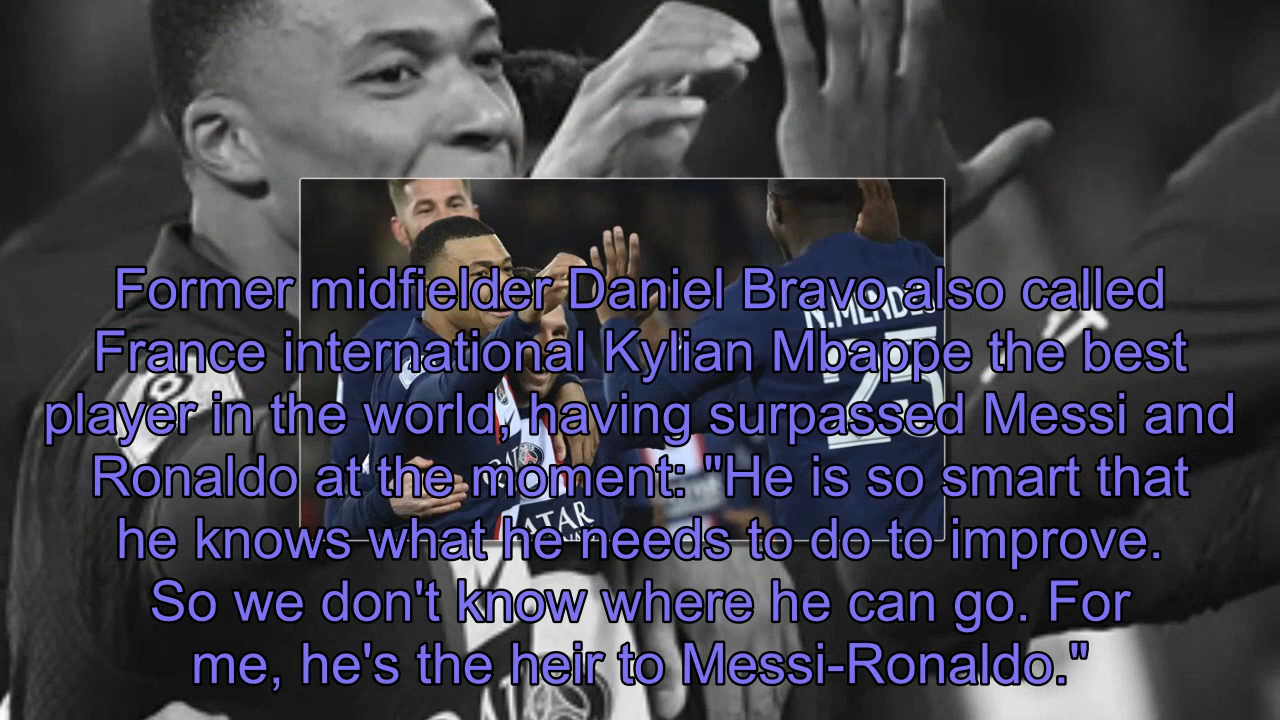 Former midfielder Daniel Bravo also called
France international Kylian Mbappe the best
player in the world, having surpassed Messi and
Ronaldo at the moment: "He is so smart that
he knows what he needs to do to improve.
So we don't know where he can go. For
me, he's the heir to Messi-Ronaldo."
25